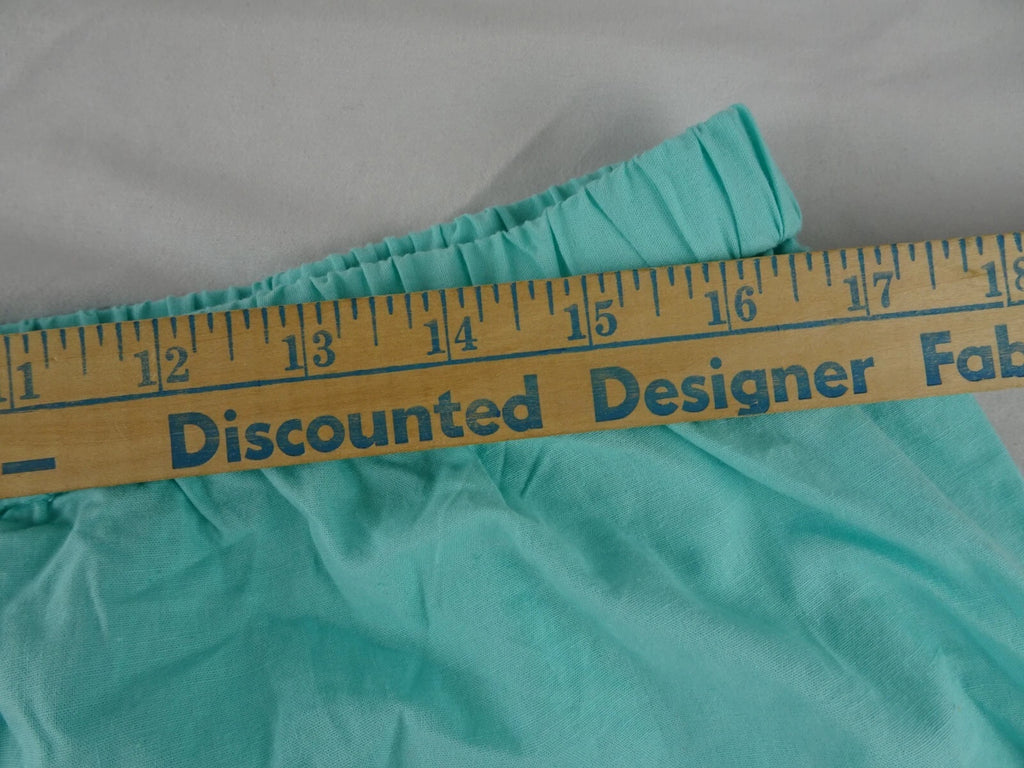 11 12 13 14 15 16 17 18
Discounted Designer Fab